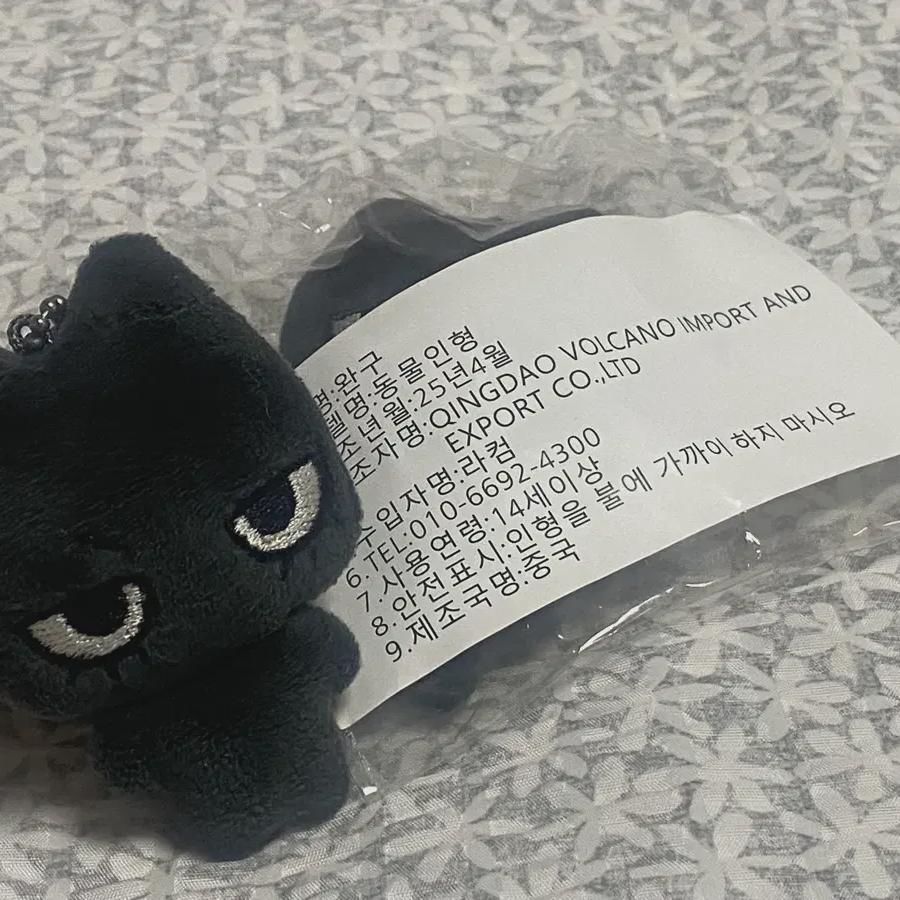 명:완구
델명:동물인형
조년월:25년4월
조자명:QINGDAO VOLCANO IMPORT AND
EXPORT CO.,LTD
수입자명:라컴
6.TEL:010-6692-4300
7.사용연령:14세이상
8.안전표시:인형을 불에 가까이 하지 마시오
9.제조국명:중국